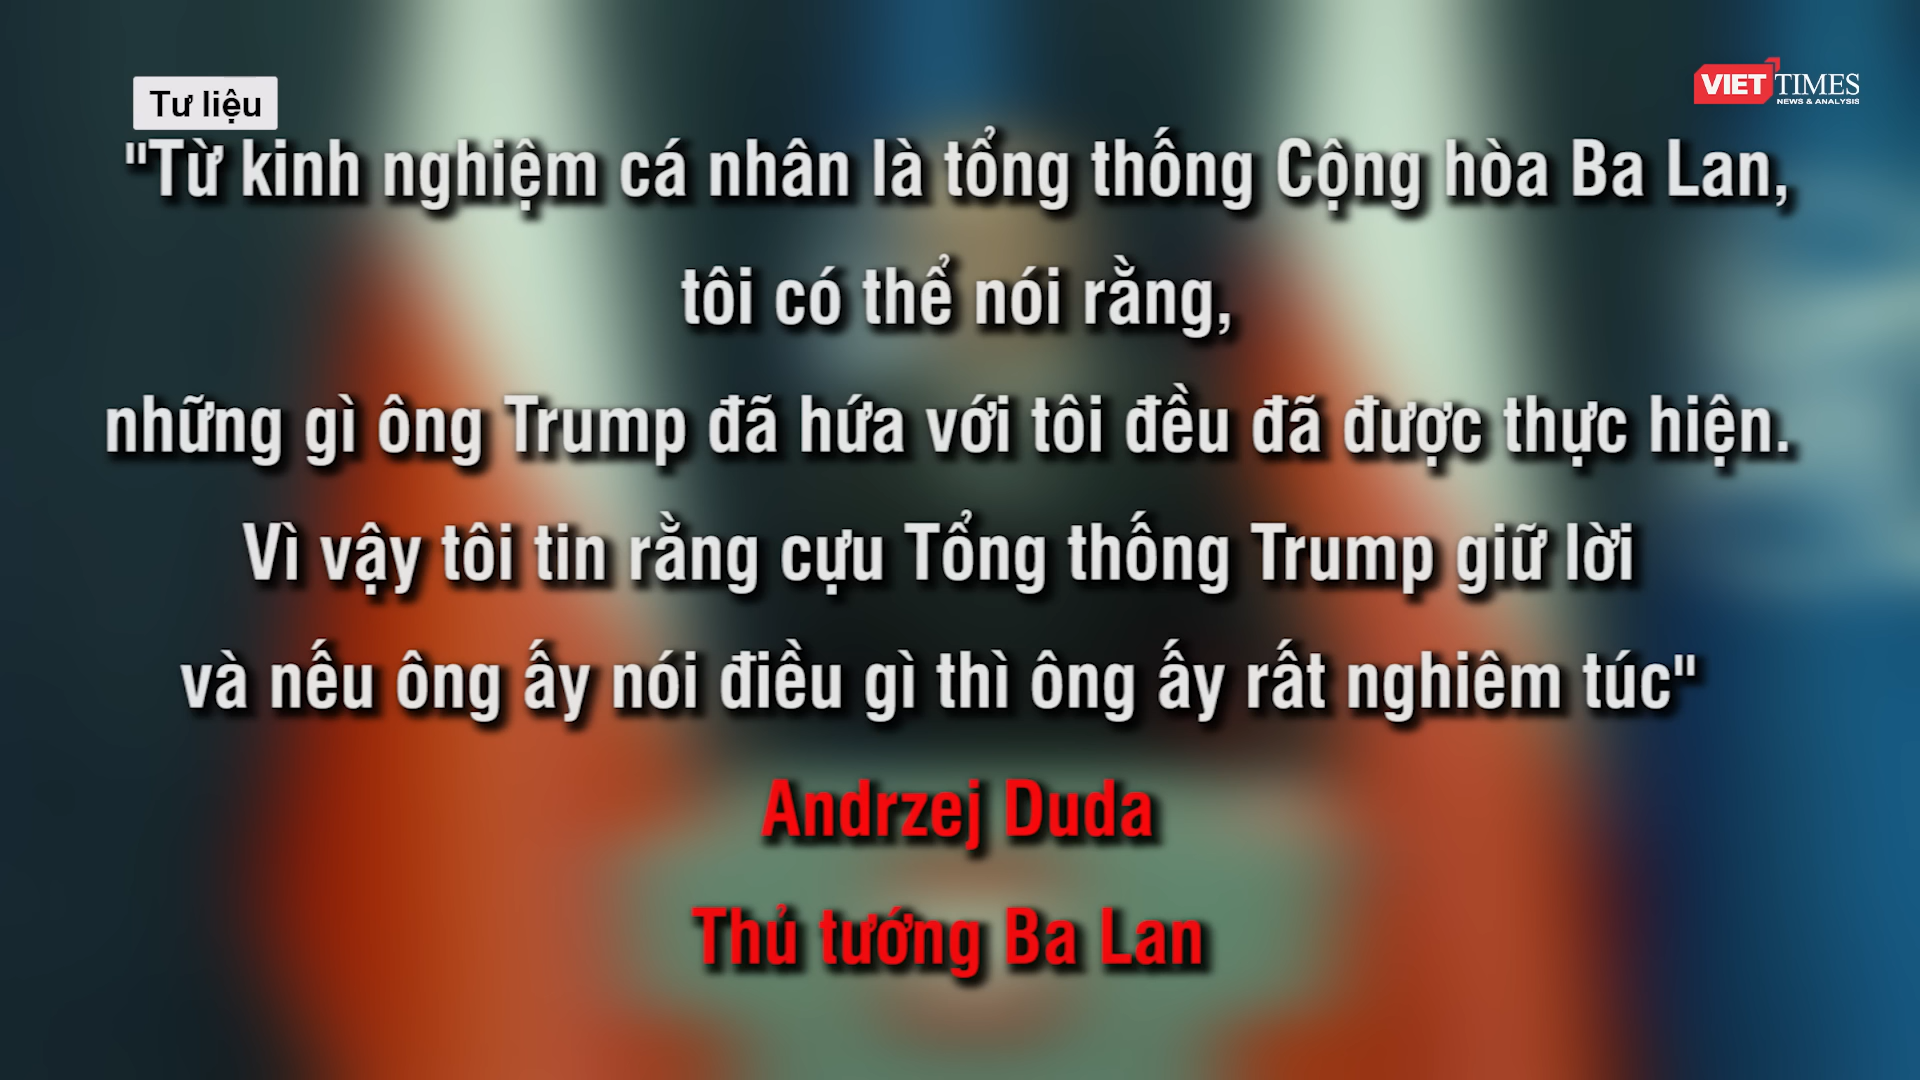 Tư liệu
VIETTIMES
NEWS & ANALYSIS
"Từ kinh nghiệm cá nhân là tổng thống Cộng hòa Ba Lan,
tôi có thể nói rằng,
những gì ông Trump đã hứa với tôi đều đã được thực hiện.
Vì vậy tôi tin rằng cựu Tổng thống Trump giữ lời
và nếu ông ấy nói điều gì thì ông ấy rất nghiêm túc"
Andrzej Duda
Thủ tướng Ba Lan